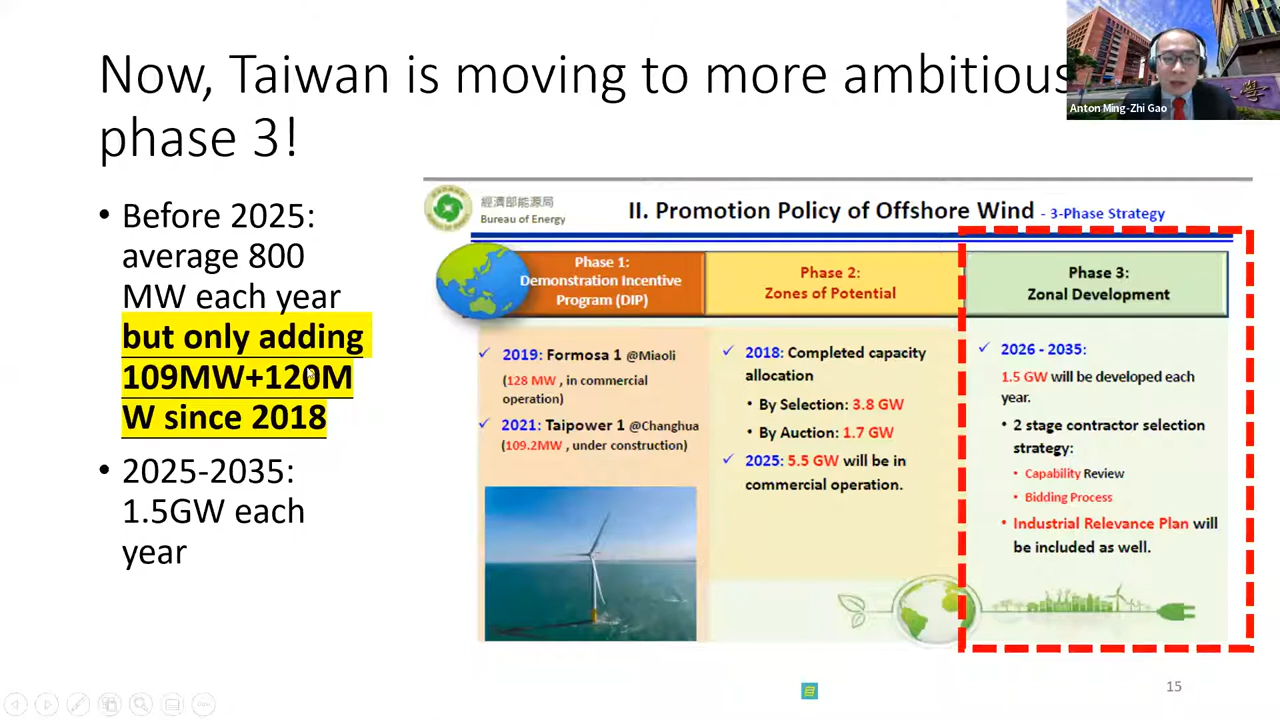 Now, Taiwan is moving to more ambitious
phase 3!
Anton Ming-Zhi Gao
學
• Before 2025:
average 800
MW each year
but only adding
109MW+120M
W since 2018
• 2025-2035:
1.5GW each
year
經濟部能源局
Bureau of Energy
II. Promotion Policy of Offshore Wind - 3-Phase Strategy
Phase 1:
Demonstration Incentive
Program (DIP)
✓ 2019: Formosa 1 @Miaoli
(128 MW , in commercial
operation)
✓ 2021: Taipower 1 @Changhua
(109.2MW , under construction)
Phase 2:
Zones of Potential
✓ 2018: Completed capacity
allocation
• By Selection: 3.8 GW
• By Auction: 1.7 GW
✓ 2025: 5.5 GW will be in
commercial operation.
Phase 3:
Zonal Development
✓ 2026 - 2035:
1.5 GW will be developed each
year.
• 2 stage contractor selection
strategy:
• Capability Review
• Bidding Process
• Industrial Relevance Plan will
be included as well.
15